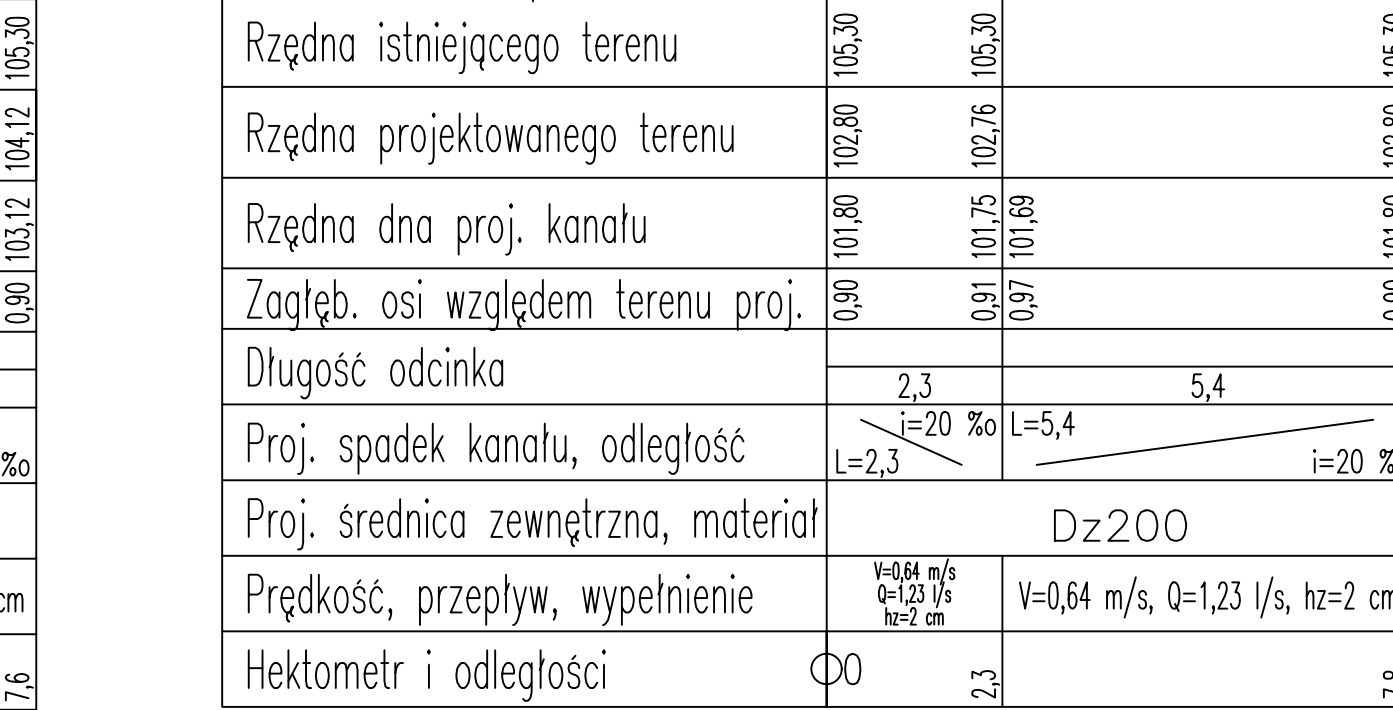 105,30
104,12
103,12
0,90
%o
cm
7,6
Rzędna istniejącego terenu 105,30 105,30
Rzędna projektowanego terenu 102,80 102,76
Rzędna dna proj. kanału 101,80 101,75 101,69
Zagłęb. osi względem terenu proj. 0,90 0,91 0,97
Długość odcinka 2,3 5,4
Proj. spadek kanału, odległość i=20 %o L=2,3 L=5,4 i=20 %
Proj. średnica zewnętrzna, materiał Dz200
Prędkość, przepływ, wypełnienie
V=0,64 m/s
Q=1,23 l/s
hz=2 cm
V=0,64 m/s, Q=1,23 l/s, hz=2 cm
Hektometr i odległości 0 2,3